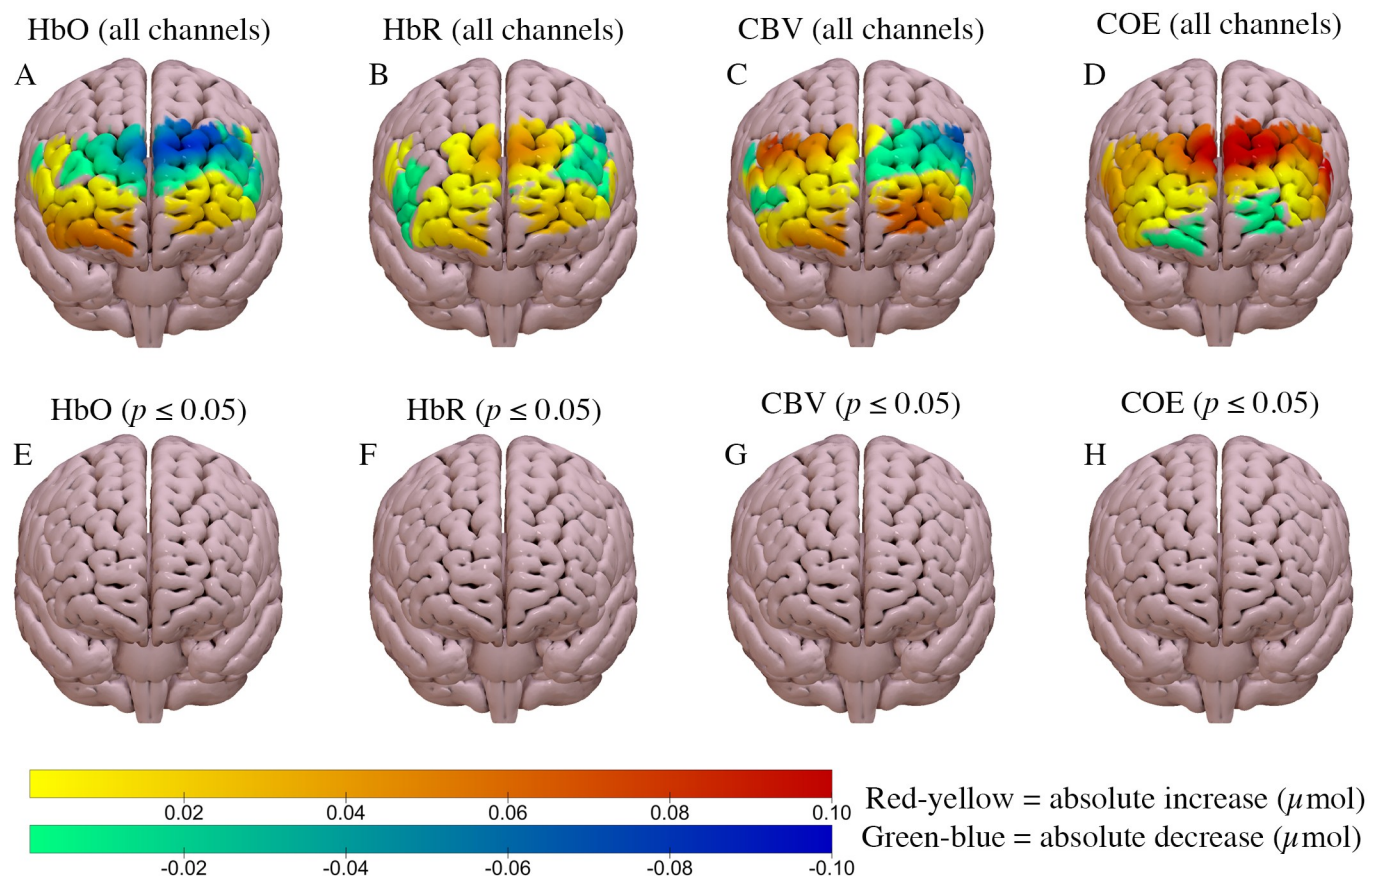 HbO (all channels)
HbR (all channels)
CBV (all channels)
COE (all channels)
A
B
C
D
HbO (p ≤ 0.05)
HbR (p ≤ 0.05)
CBV (p ≤ 0.05)
COE (p ≤ 0.05)
E
F
G
H
0.02 0.04 0.06 0.08 0.10
Red-yellow = absolute increase (μmol)
-0.02 -0.04 -0.06 -0.08 -0.10
Green-blue = absolute decrease (μmol)